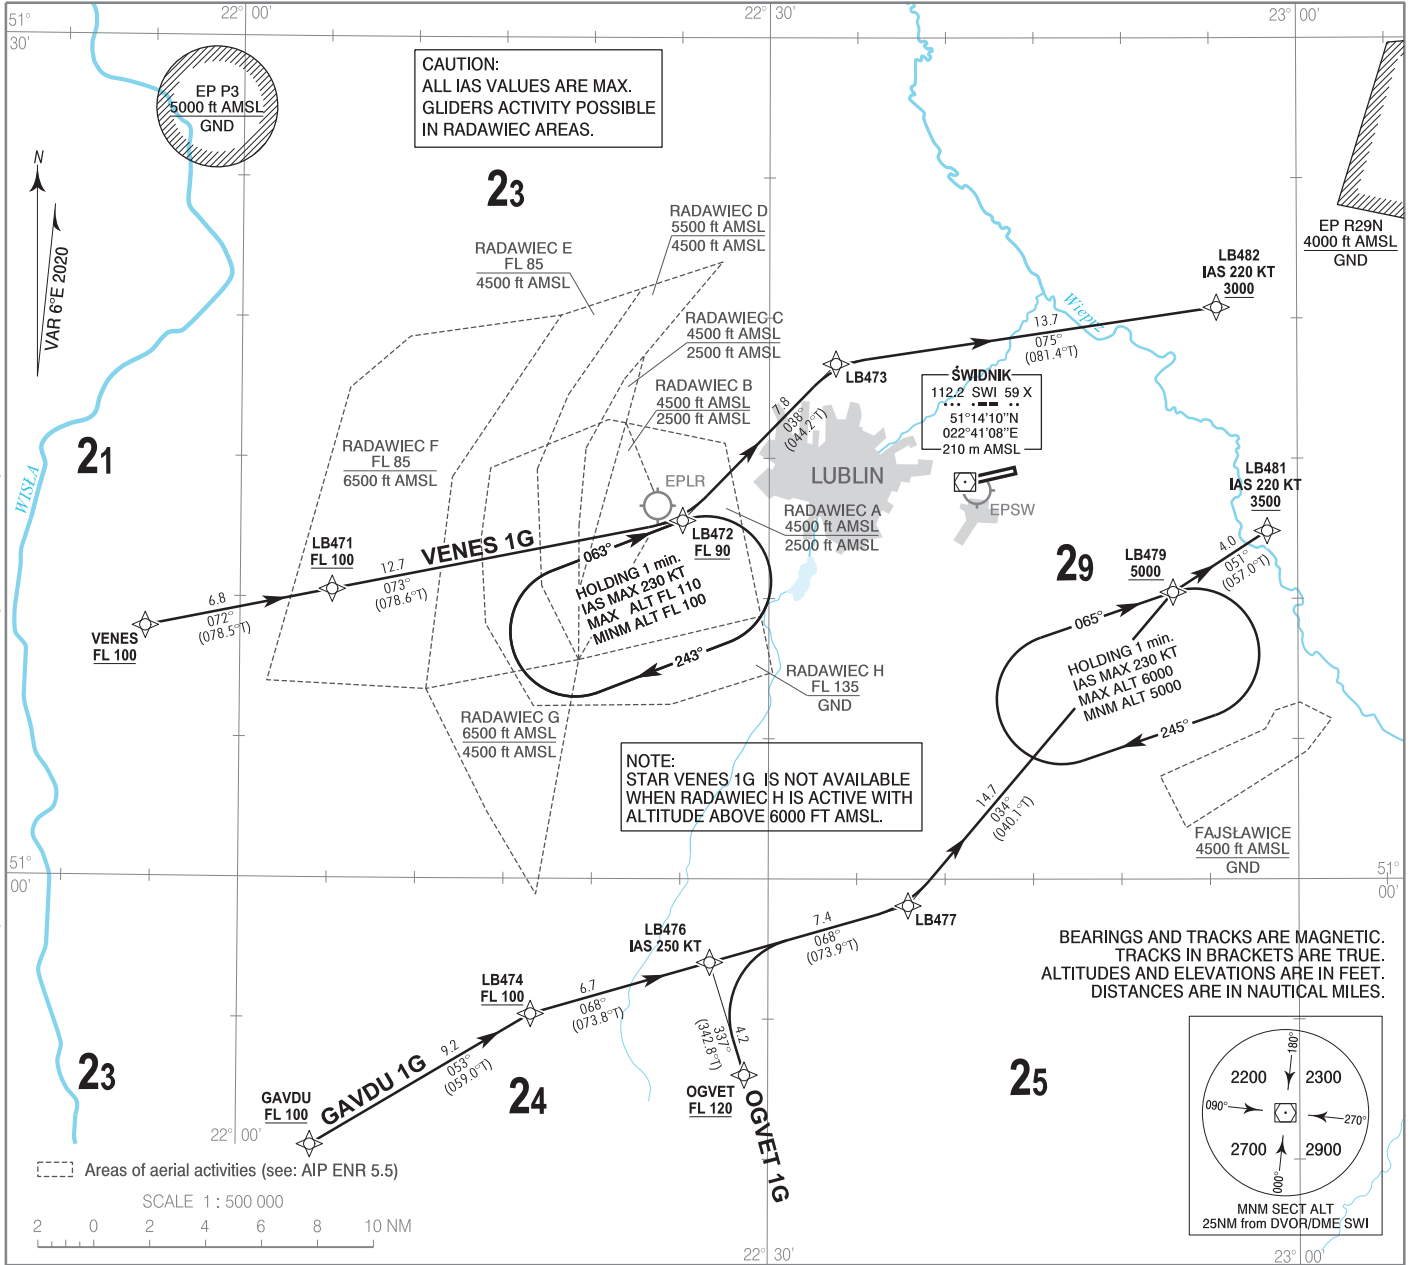 22° 00'
22° 30'
23° 00'
51°
30'
EP P3
5000 ft AMSL
GND
CAUTION:
ALL IAS VALUES ARE MAX.
GLIDERS ACTIVITY POSSIBLE
IN RADAWIEC AREAS.
N
VAR 6°E 2020
23
RADAWIEC D
5500 ft AMSL
4500 ft AMSL
RADAWIEC E
FL 85
4500 ft AMSL
EP R29N
4000 ft AMSL
GND
LB482
IAS 220 KT
3000
Wieprz
RADAWIEC C
4500 ft AMSL
2500 ft AMSL
13.7
075°
(081.4°T)
LB473
ŚWIDNIK
112.2 SWI 59 X
51°14'10"N
022°41'08"E
210 m AMSL
RADAWIEC B
4500 ft AMSL
2500 ft AMSL
7.8
038°
(044.2°T)
21
WISŁA
RADAWIEC F
FL 85
6500 ft AMSL
LUBLIN
EPLR
EPSW
LB481
IAS 220 KT
3500
RADAWIEC A
4500 ft AMSL
2500 ft AMSL
LB472
FL 90
LB471
FL 100
VENES 1G
12.7
073°
(078.6°T)
6.8
072°
(078.5°T)
VENES
FL 100
063°
HOLDING 1 min.
IAS MAX 230 KT
MAX ALT FL 110
MINM ALT FL 100
243°
29
LB479
5000
4.0
051°
(057.0°T)
065°
HOLDING 1 min.
IAS MAX 230 KT
MAX ALT 6000
MNM ALT 5000
245°
RADAWIEC H
FL 135
GND
RADAWIEC G
6500 ft AMSL
4500 ft AMSL
NOTE:
STAR VENES 1G IS NOT AVAILABLE
WHEN RADAWIEC H IS ACTIVE WITH
ALTITUDE ABOVE 6000 FT AMSL.
14.7
034°
(040.1°T)
FAJSŁAWICE
4500 ft AMSL
GND
51°
00'
51°
00'
LB477
7.4
068°
(073.9°T)
LB476
IAS 250 KT
LB474
FL 100
6.7
068°
(073.8°T)
BEARINGS AND TRACKS ARE MAGNETIC.
TRACKS IN BRACKETS ARE TRUE.
ALTITUDES AND ELEVATIONS ARE IN FEET.
DISTANCES ARE IN NAUTICAL MILES.
4.2
337°
(342.8°T)
OGVET
FL 120
OGVET 1G
9.2
053°
(059.0°T)
GAVDU 1G
GAVDU
FL 100
23
24
25
180°
2200
2300
090°
270°
2700
2900
000°
MNM SECT ALT
25NM from DVOR/DME SWI
22° 00'
Areas of aerial activities (see: AIP ENR 5.5)
SCALE 1 : 500 000
2 0 2 4 6 8 10 NM
22° 30'
23° 00'